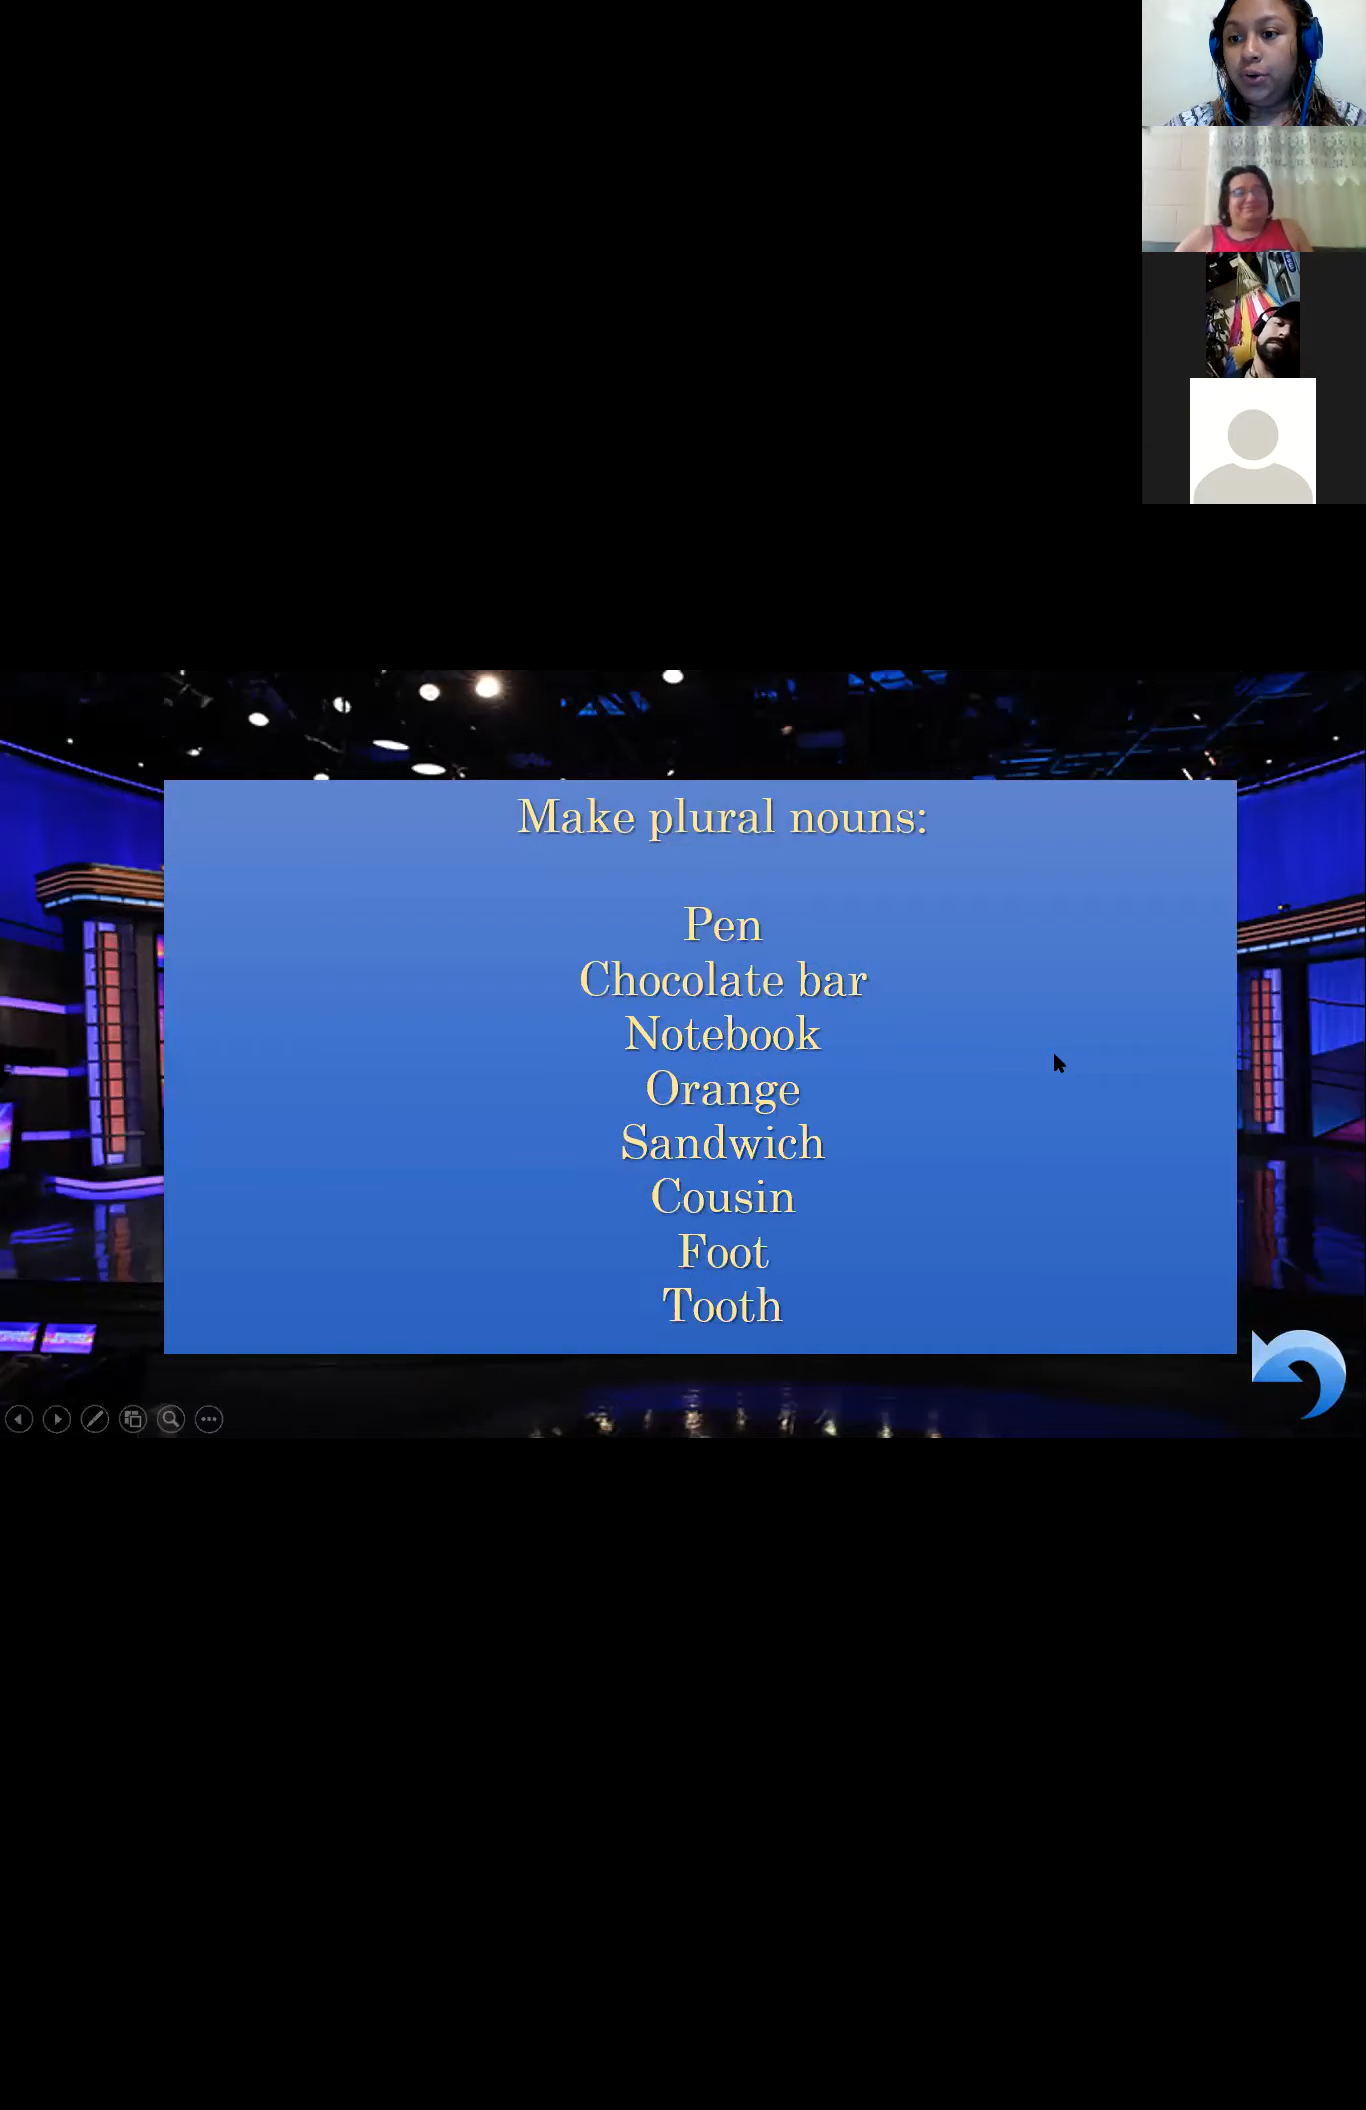 Make plural nouns:
Pen
Chocolate bar
Notebook
Orange
Sandwich
Cousin
Foot
Tooth